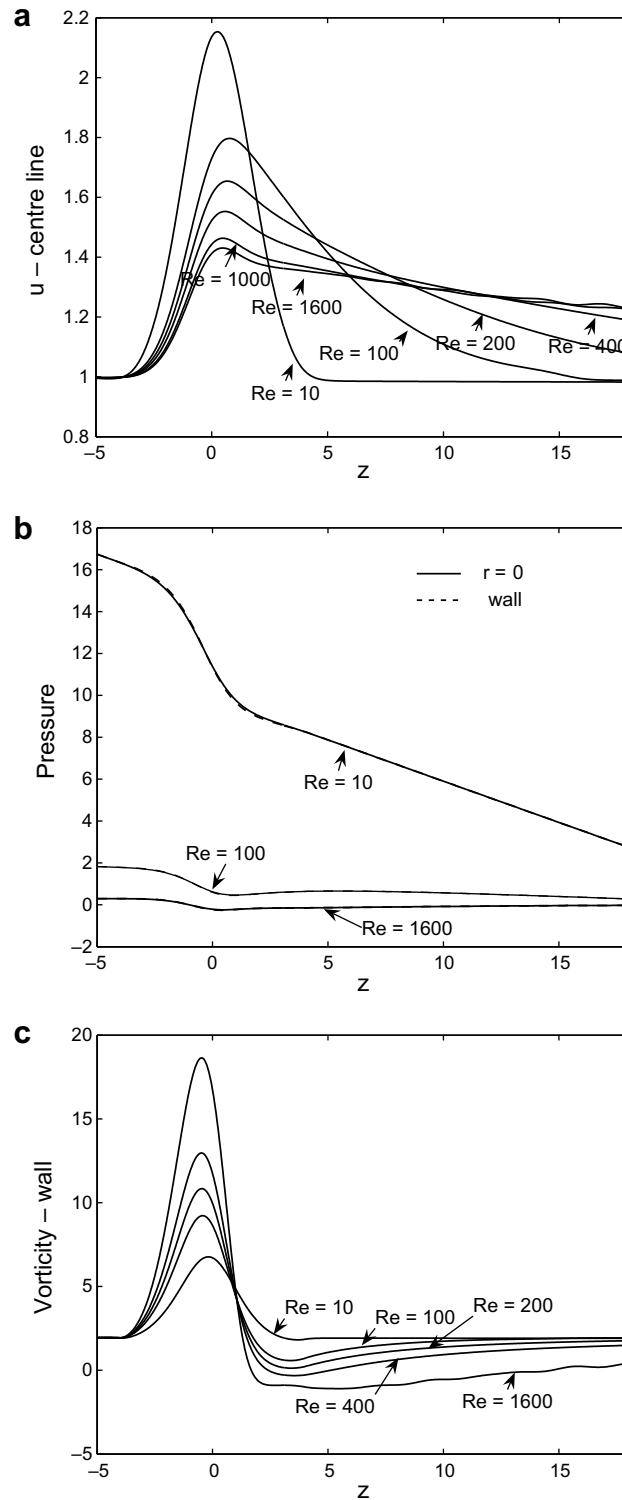 a
2.2
2
1.8
1.6
1.4
1.2
1
0.8
u – centre line
Re = 1000
Re = 1600
Re = 100
Re = 200
Re = 400
Re = 10
–5
0
5
10
15
z
b
18
16
14
12
10
8
6
4
2
0
–2
Pressure
r = 0
wall
Re = 10
Re = 100
Re = 1600
–5
0
5
10
15
z
c
20
15
10
5
0
–5
Vorticity – wall
Re = 10
Re = 100
Re = 200
Re = 400
Re = 1600
–5
0
5
10
15
z